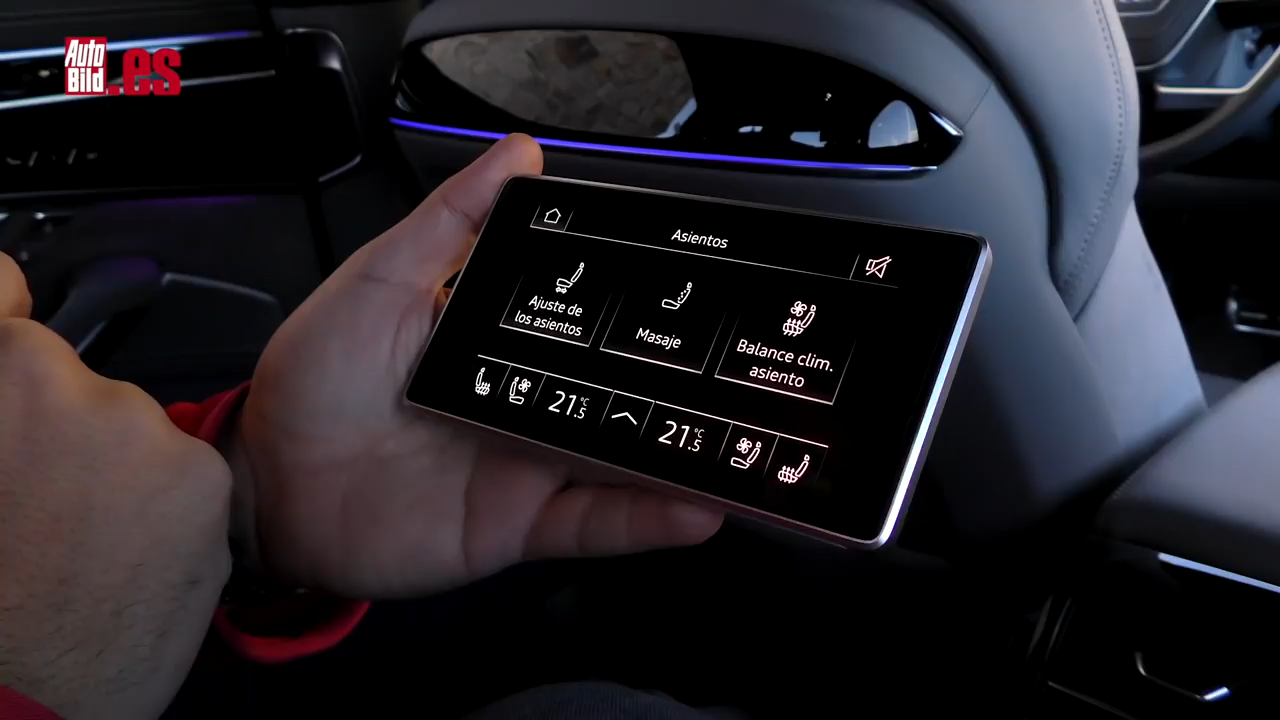 Auto
Bild
.es
Asientos
Ajuste de
los asientos
Masaje
Balance clim.
asiento
21.5 °C
21.5 °C